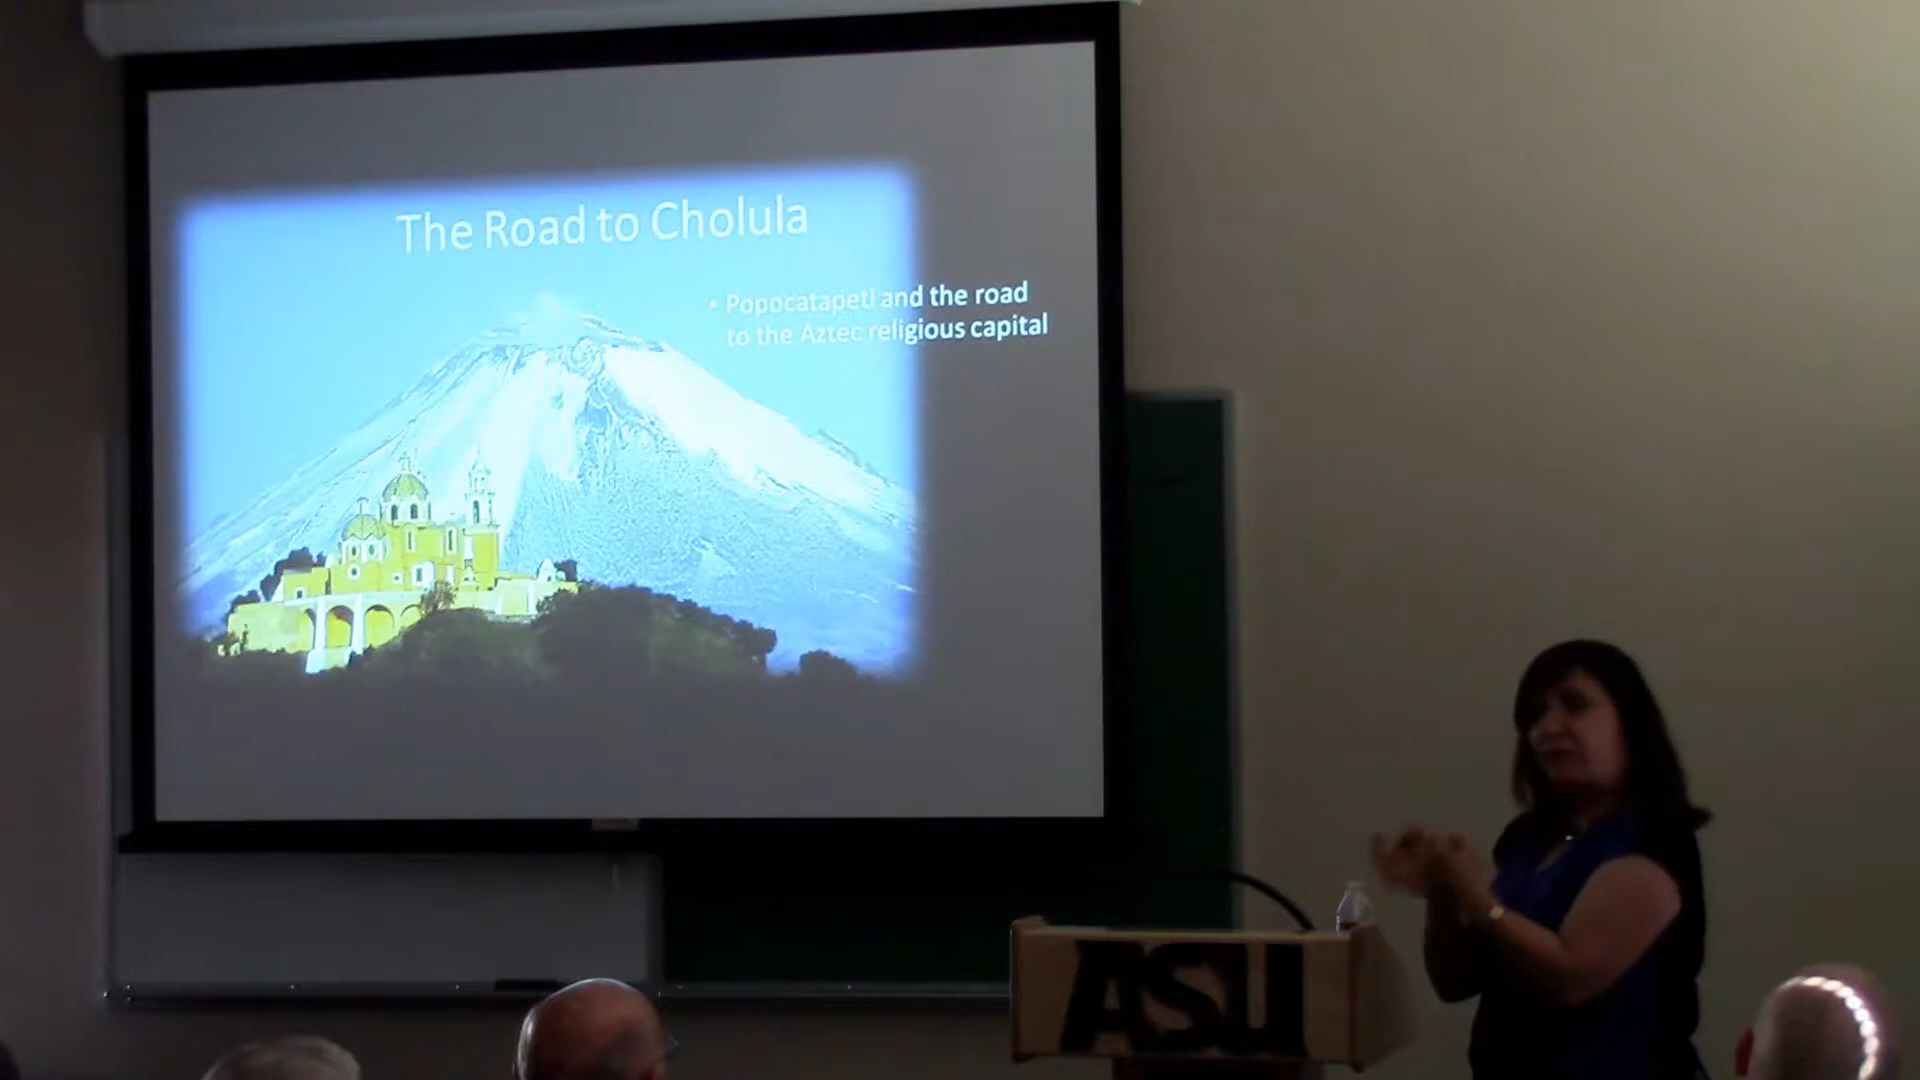 The Road to Cholula
• Popocatapetl and the road
to the Aztec religious capital
ASU